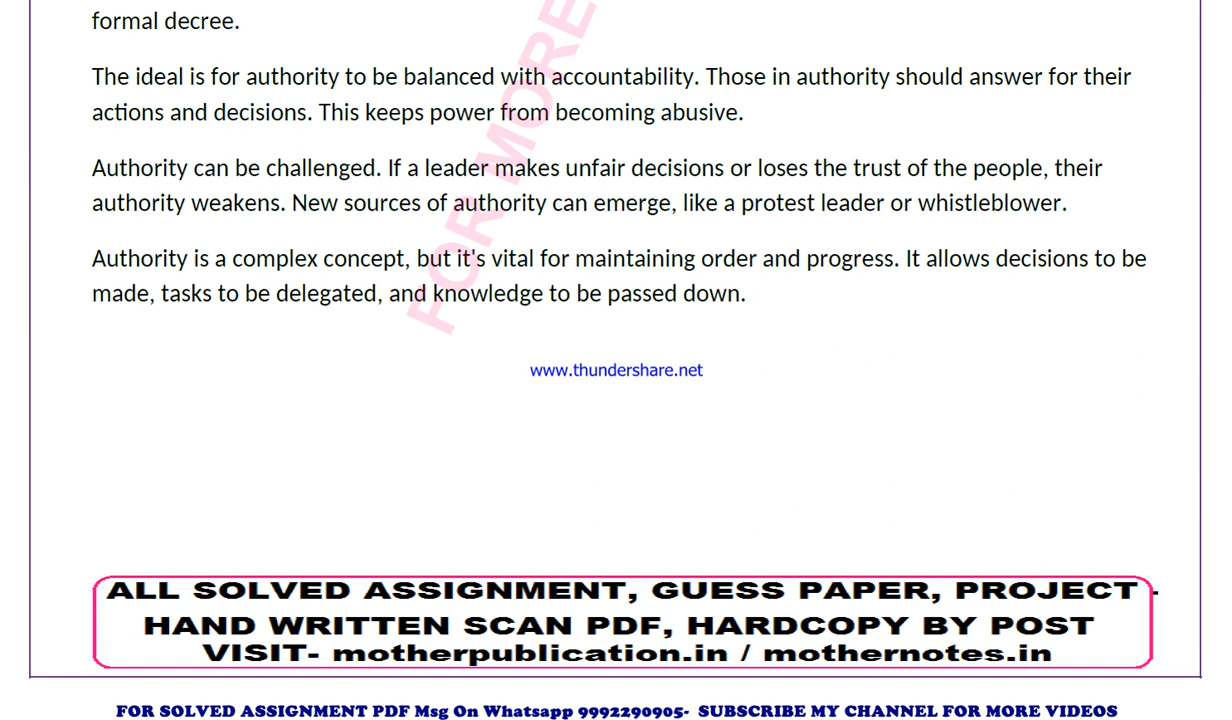 formal decree.
The ideal is for authority to be balanced with accountability. Those in authority should answer for their
actions and decisions. This keeps power from becoming abusive.
Authority can be challenged. If a leader makes unfair decisions or loses the trust of the people, their
authority weakens. New sources of authority can emerge, like a protest leader or whistleblower.
Authority is a complex concept, but it's vital for maintaining order and progress. It allows decisions to be
made, tasks to be delegated, and knowledge to be passed down.
FOR MORE
www.thundershare.net
ALL SOLVED ASSIGNMENT, GUESS PAPER, PROJECT -
HAND WRITTEN SCAN PDF, HARDCOPY BY POST
VISIT- motherpublication.in / mothernotes.in
FOR SOLVED ASSIGNMENT PDF Msg On Whatsapp 9992290905- SUBSCRIBE MY CHANNEL FOR MORE VIDEOS